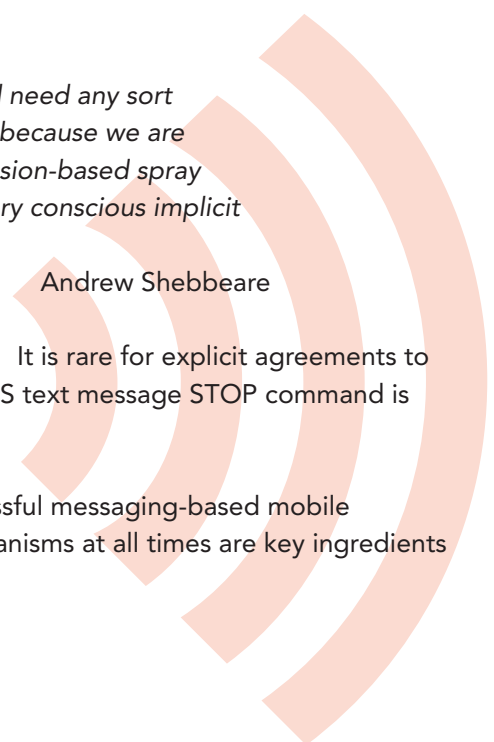 need any sort
because we are
sion-based spray
ry conscious implicit
Andrew Shebbeare
It is rare for explicit agreements to
S text message STOP command is
ssful messaging-based mobile
anisms at all times are key ingredients